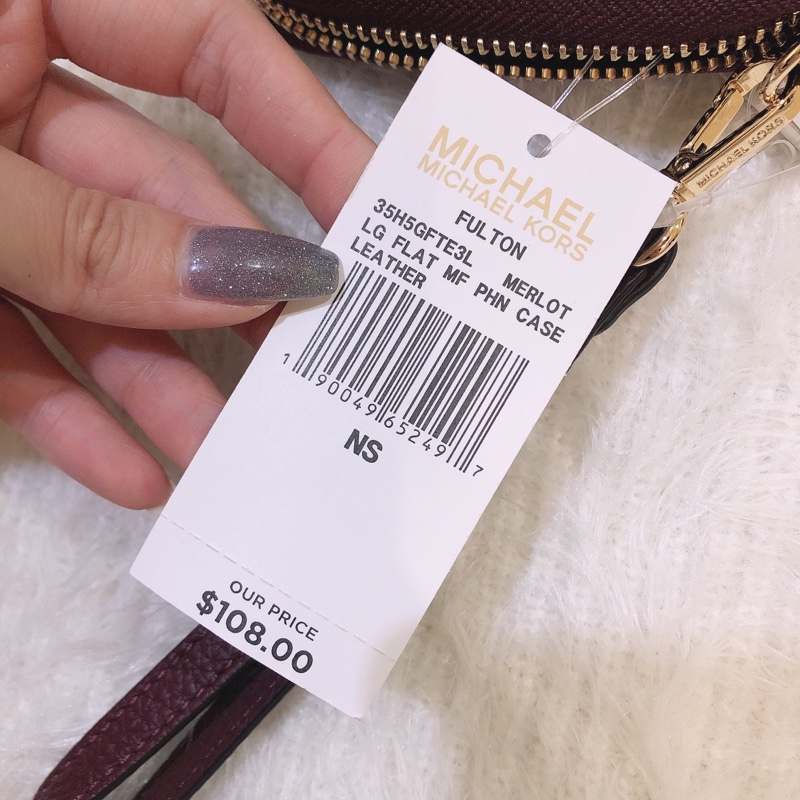 MICHAEL
MICHAEL KORS
FULTON
35H5GFTE3L MERLOT
LG FLAT MF PHN CASE
LEATHER
1 90049 65249 7
NS
OUR PRICE
$108.00
MICHAEL KORS